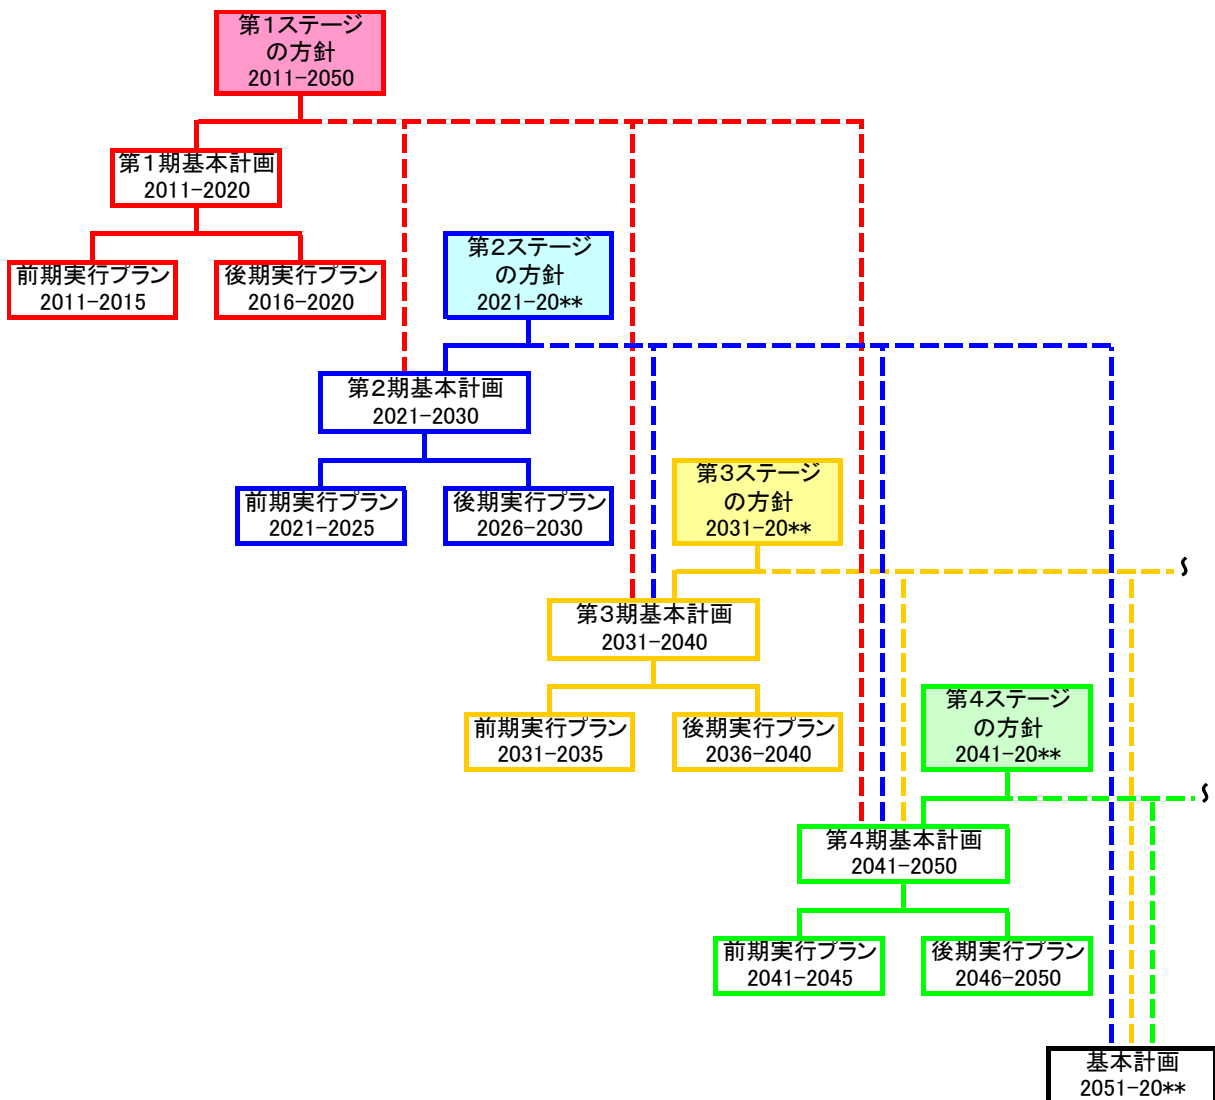 第１ステージ
の方針
2011-2050
第１期基本計画
2011-2020
前期実行プラン
2011-2015
後期実行プラン
2016-2020
第２ステージ
の方針
2021-20**
第２期基本計画
2021-2030
前期実行プラン
2021-2025
後期実行プラン
2026-2030
第３ステージ
の方針
2031-20**
第３期基本計画
2031-2040
前期実行プラン
2031-2035
後期実行プラン
2036-2040
第４ステージ
の方針
2041-20**
第４期基本計画
2041-2050
前期実行プラン
2041-2045
後期実行プラン
2046-2050
基本計画
2051-20**